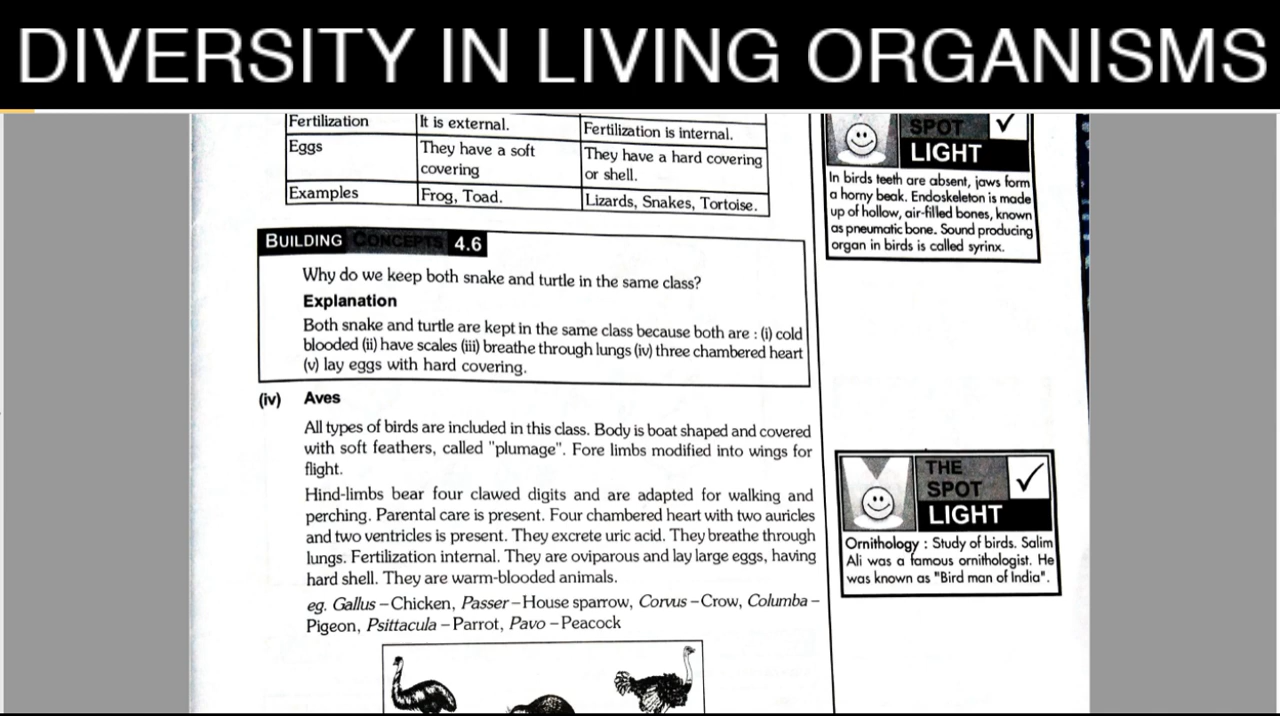 DIVERSITY IN LIVING ORGANISMS
Fertilization It is external. Fertilization is internal.
Eggs They have a soft covering They have a hard covering or shell.
Examples Frog, Toad. Lizards, Snakes, Tortoise.
BUILDING CONCEPTS 4.6
Why do we keep both snake and turtle in the same class?
Explanation
Both snake and turtle are kept in the same class because both are : (i) cold
blooded (ii) have scales (iii) breathe through lungs (iv) three chambered heart
(v) lay eggs with hard covering.
(iv) Aves
All types of birds are included in this class. Body is boat shaped and covered
with soft feathers, called "plumage". Fore limbs modified into wings for
flight.
Hind-limbs bear four clawed digits and are adapted for walking and
perching. Parental care is present. Four chambered heart with two auricles
and two ventricles is present. They excrete uric acid. They breathe through
lungs. Fertilization internal. They are oviparous and lay large eggs, having
hard shell. They are warm-blooded animals.
eg. Gallus – Chicken, Passer – House sparrow, Corvus – Crow, Columba –
Pigeon, Psittacula – Parrot, Pavo – Peacock
SPOT
LIGHT
In birds teeth are absent, jaws form
a horny beak. Endoskeleton is made
up of hollow, air-filled bones, known
as pneumatic bone. Sound producing
organ in birds is called syrinx.
THE
SPOT
LIGHT
Ornithology : Study of birds. Salim
Ali was a famous ornithologist. He
was known as "Bird man of India".